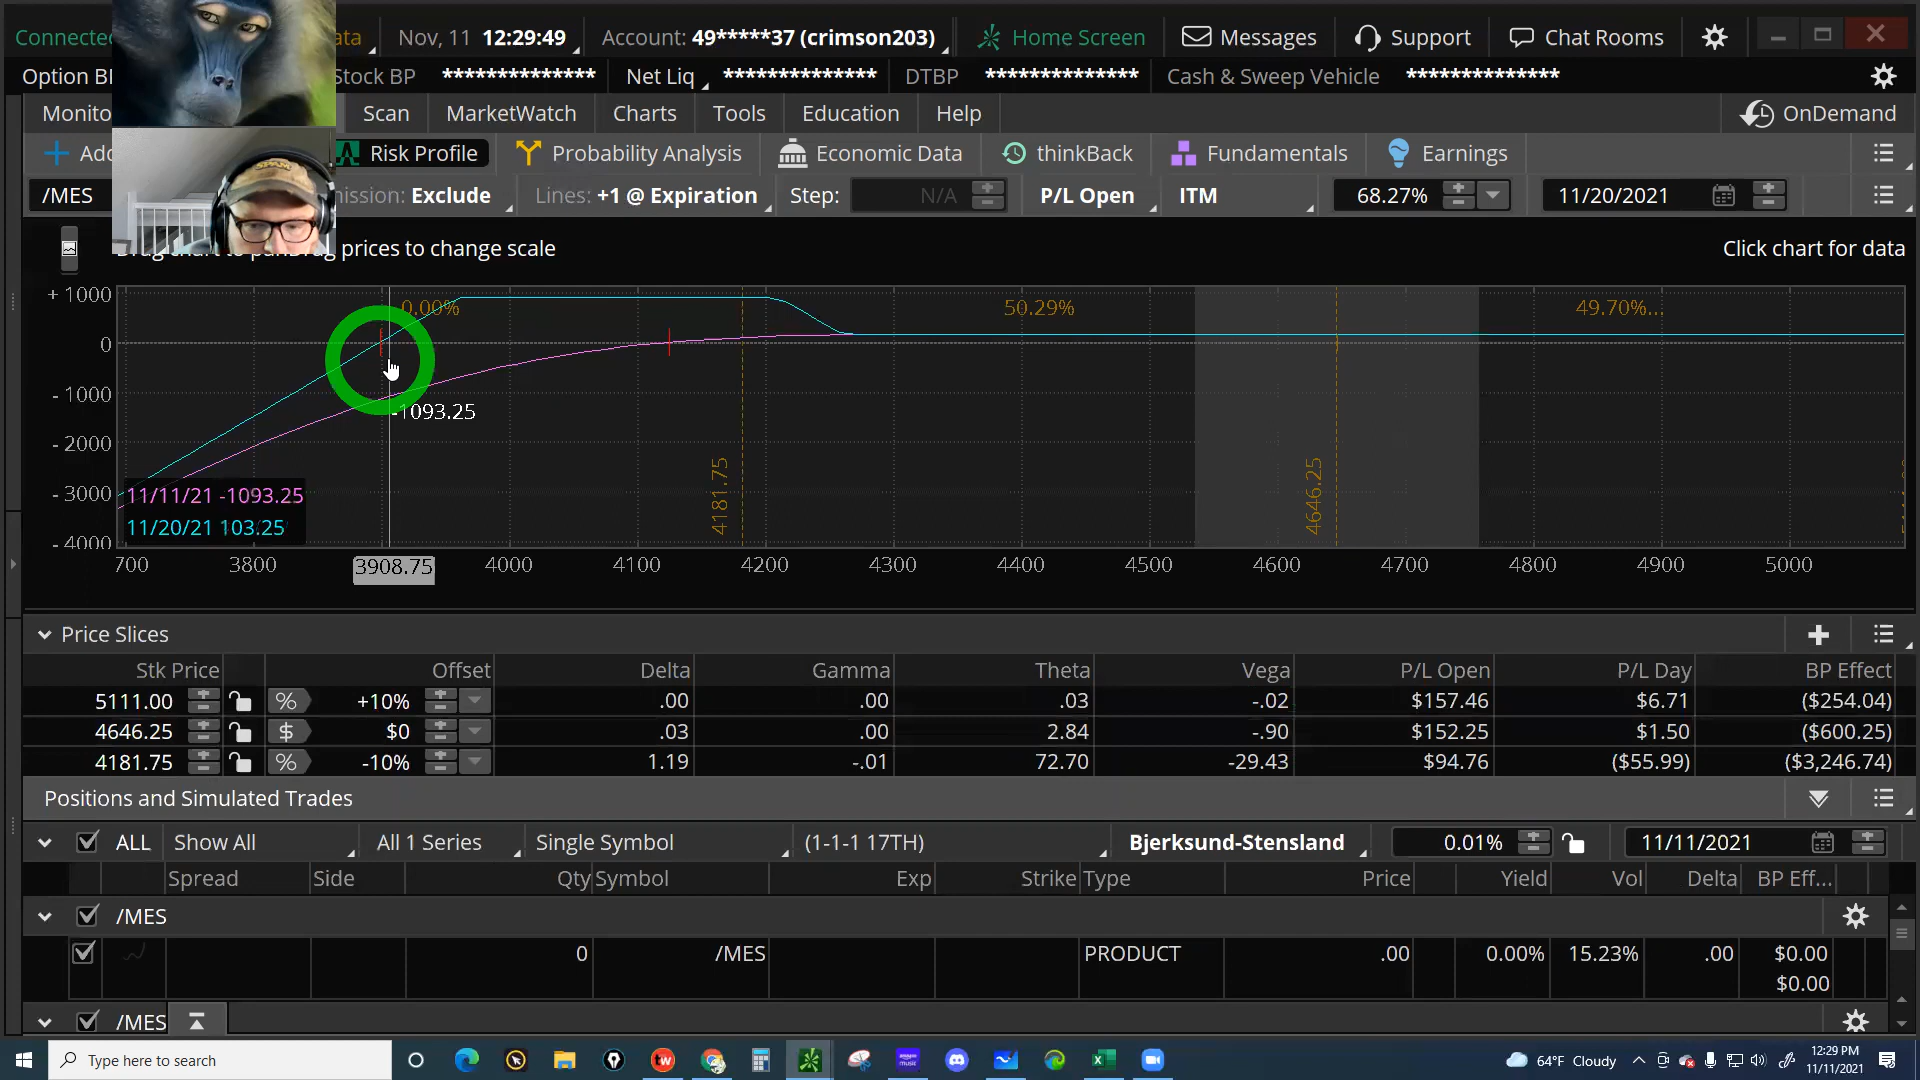 Connected
ata
Nov, 11 12:29:49
Account: 49*****37 (crimson203)
Home Screen
Messages
Support
Chat Rooms
Option BP
Stock BP **************
Net Liq **************
DTBP **************
Cash & Sweep Vehicle **************
Monito
Scan
MarketWatch
Charts
Tools
Education
Help
OnDemand
Add
Risk Profile
Probability Analysis
Economic Data
thinkBack
Fundamentals
Earnings
/MES
mission: Exclude
Lines: +1 @ Expiration
Step: N/A
P/L Open
ITM
68.27%
11/20/2021
prices to change scale
Click chart for data
+ 1000
0
- 1000
- 2000
- 3000
- 4000
0.00%
50.29%
49.70%...
-1093.25
4181.75
4646.25
11/11/21 -1093.25
11/20/21 103.25
700 3800 3908.75 4000 4100 4200 4300 4400 4500 4600 4700 4800 4900 5000
Price Slices
Stk Price Offset Delta Gamma Theta Vega P/L Open P/L Day BP Effect
5111.00 % +10% .00 .00 .03 -.02 $157.46 $6.71 ($254.04)
4646.25 $ $0 .03 .00 2.84 -.90 $152.25 $1.50 ($600.25)
4181.75 % -10% 1.19 -.01 72.70 -29.43 $94.76 ($55.99) ($3,246.74)
Positions and Simulated Trades
ALL Show All All 1 Series Single Symbol (1-1-1 17TH) Bjerksund-Stensland 0.01% 11/11/2021
Spread Side Qty Symbol Exp Strike Type Price Yield Vol Delta BP Eff...
/MES
0 /MES PRODUCT .00 0.00% 15.23% .00 $0.00
$0.00
/MES
Type here to search
64°F Cloudy
12:29 PM
11/11/2021